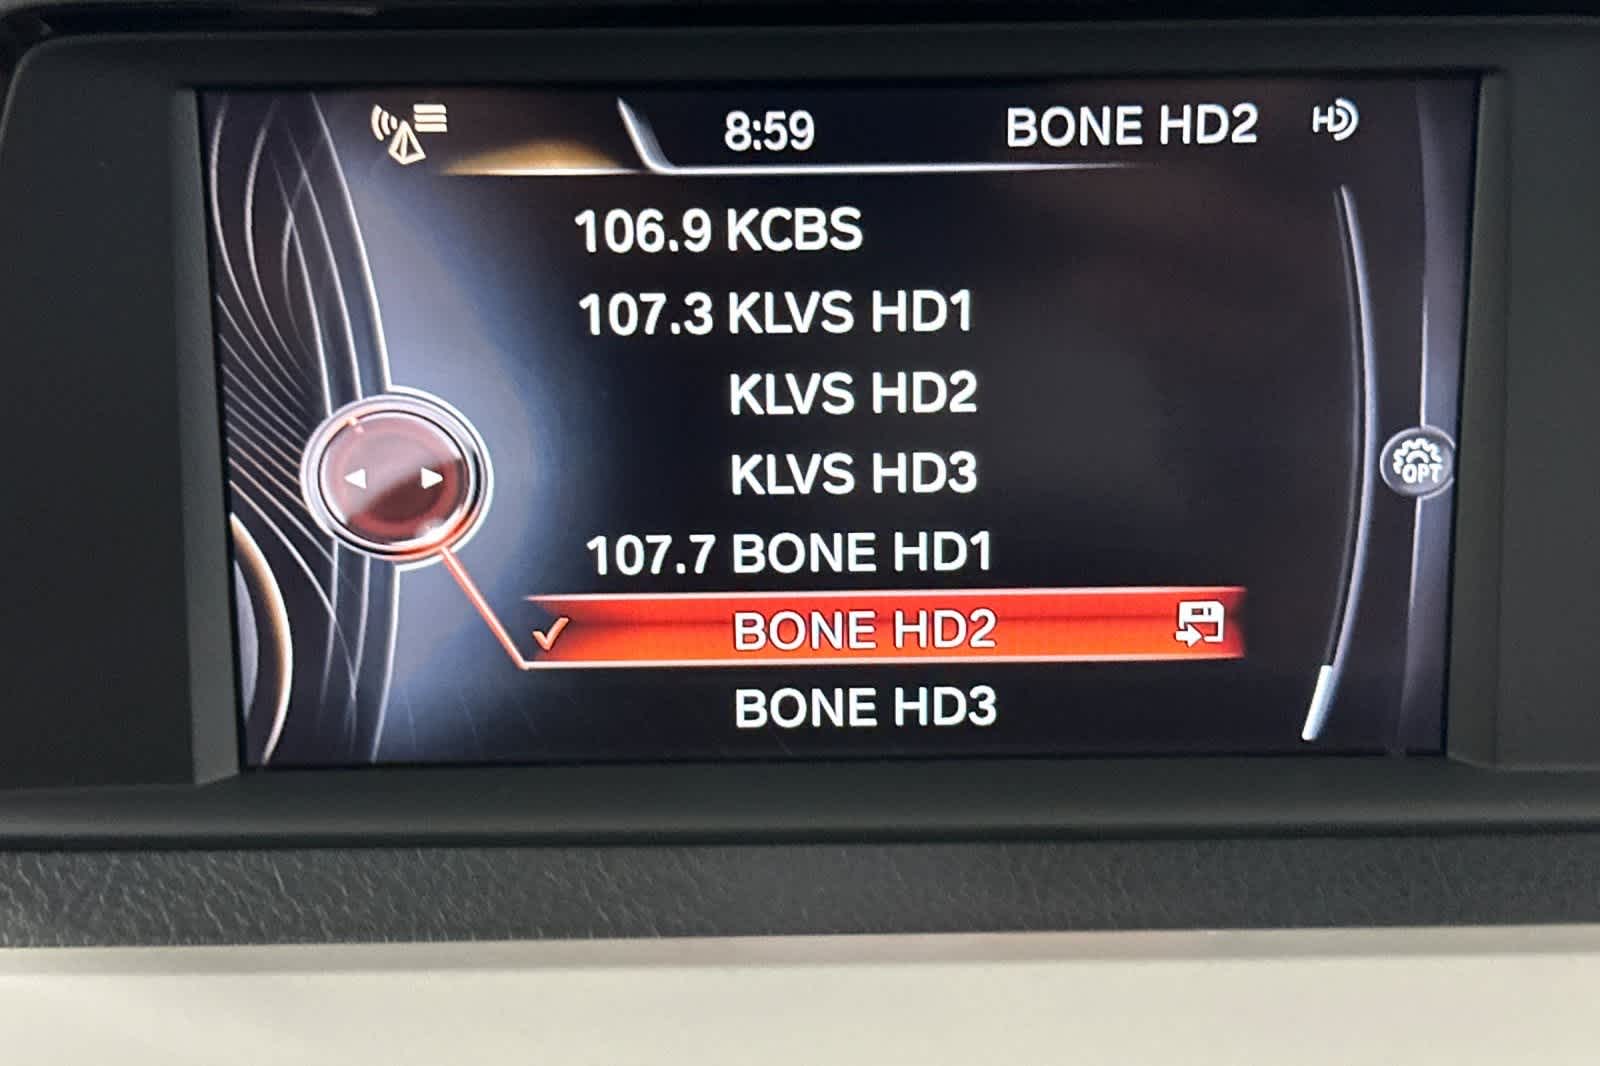 8:59 BONE HD2 HD
106.9 KCBS
107.3 KLVS HD1
KLVS HD2
KLVS HD3
OPT
107.7 BONE HD1
BONE HD2
BONE HD3